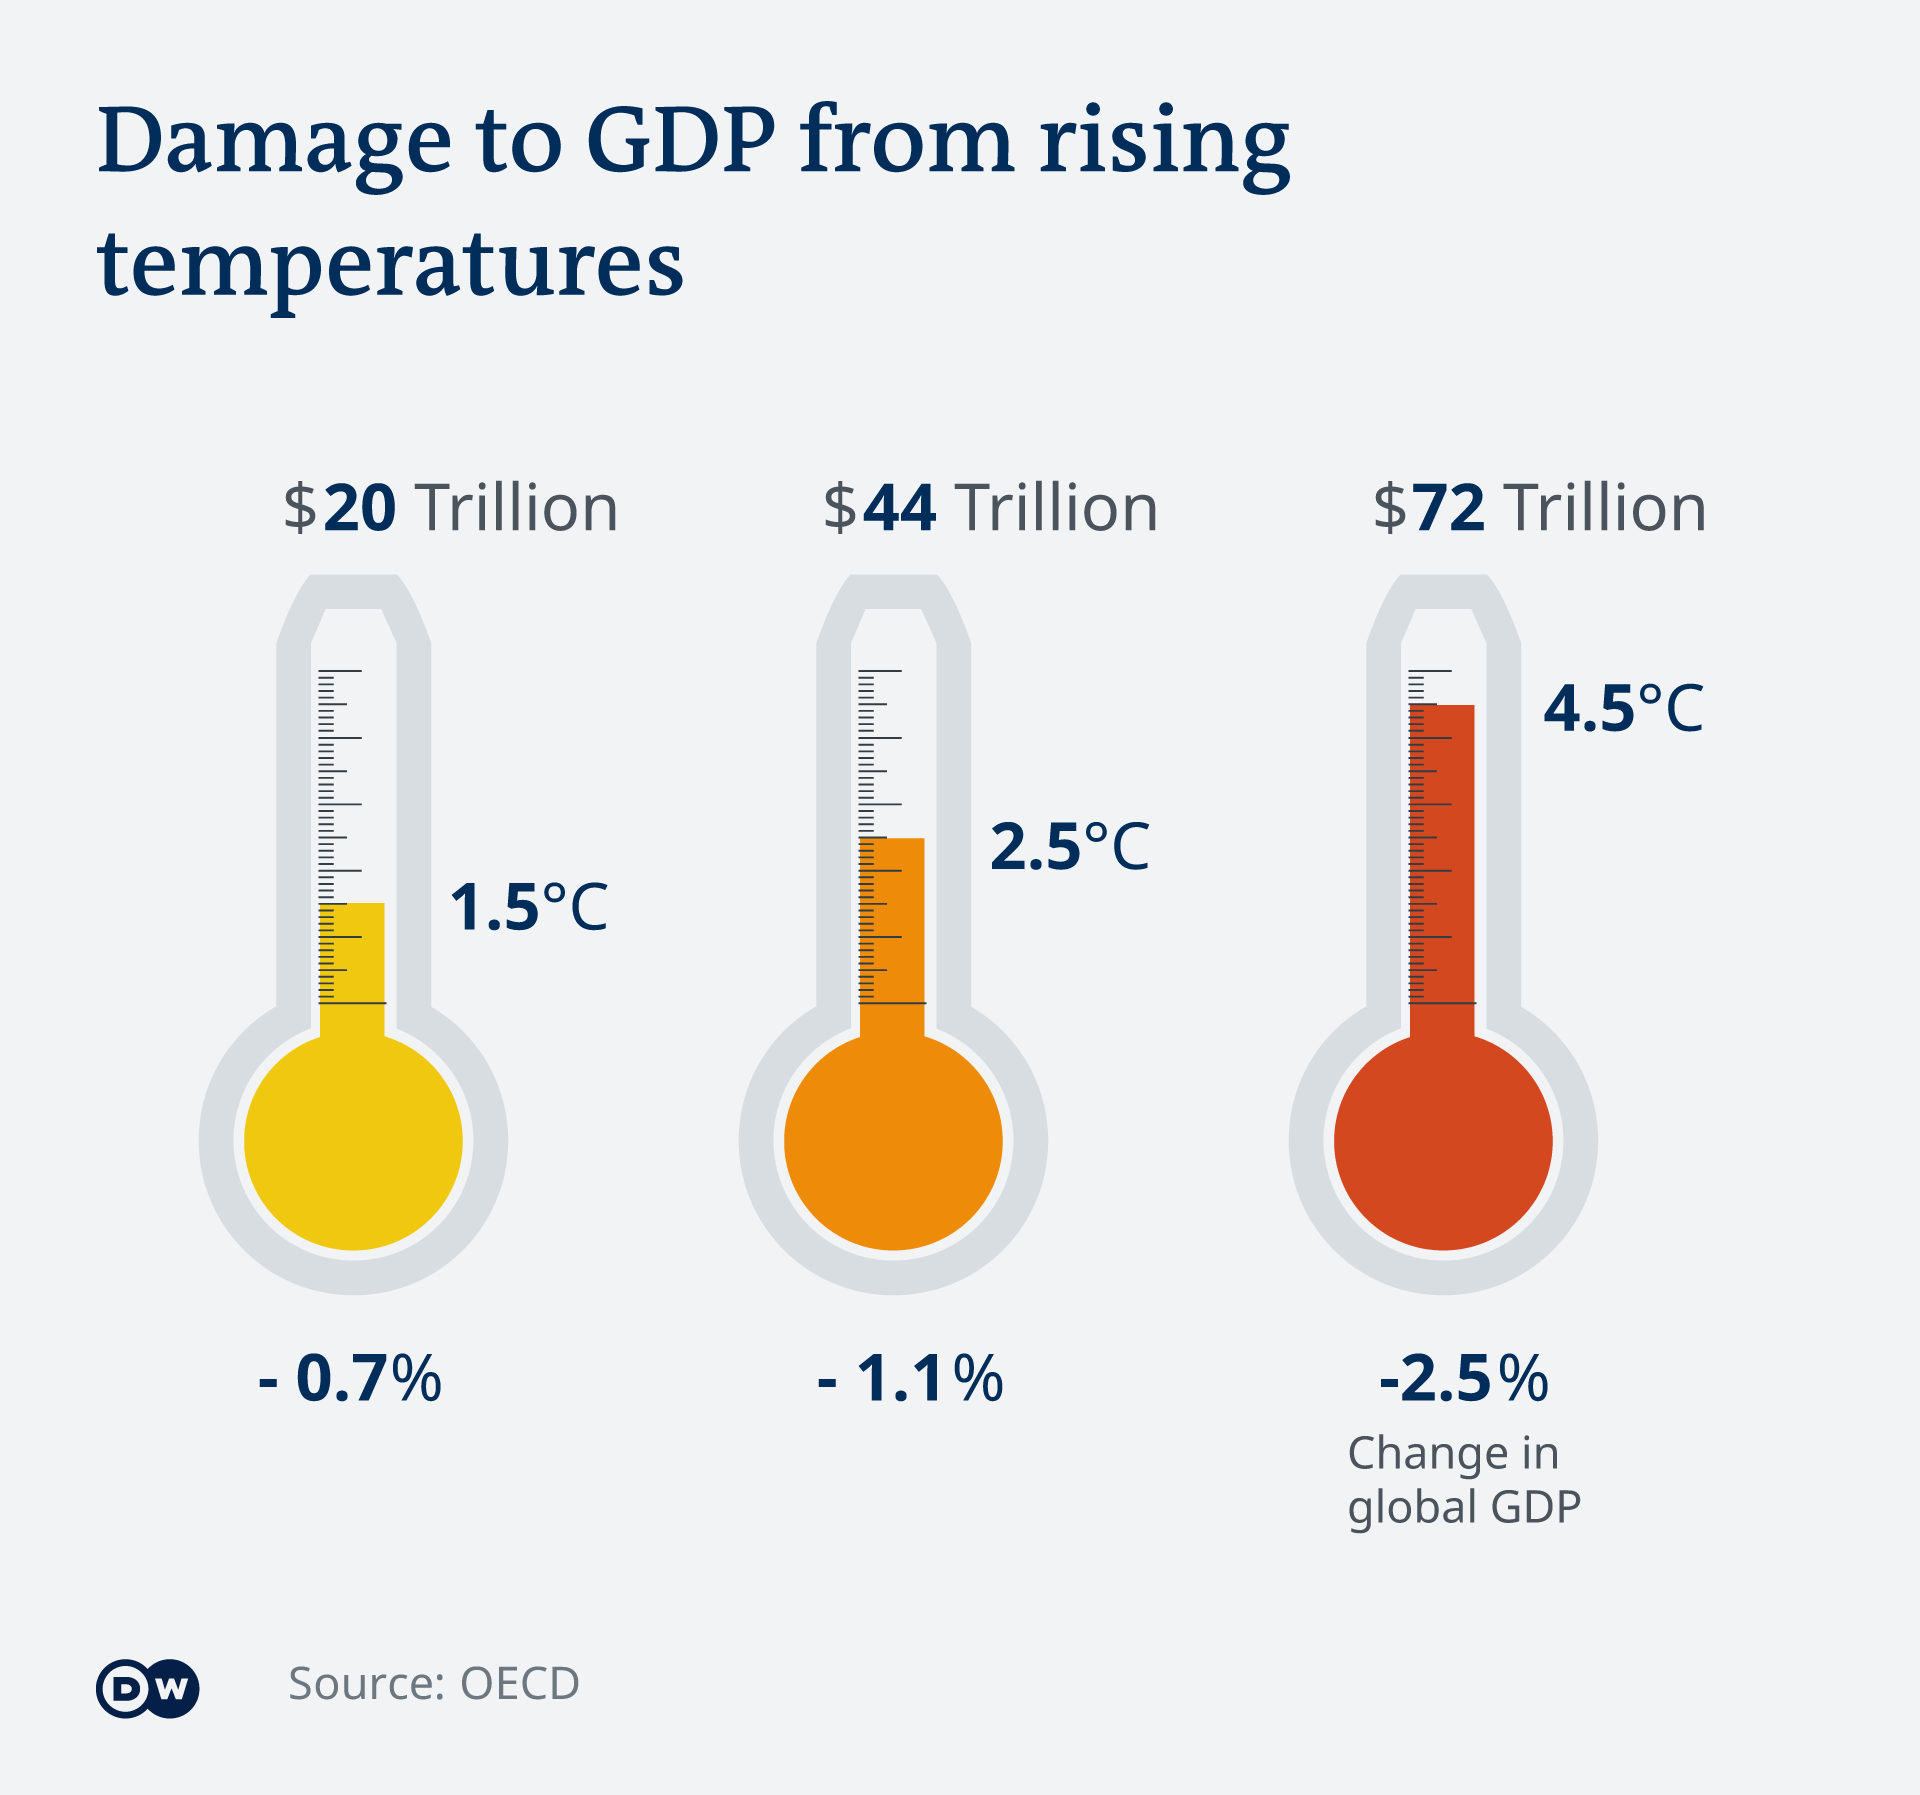 Damage to GDP from rising
temperatures
$20 Trillion
$44 Trillion
$72 Trillion
4.5°C
2.5°C
1.5°C
- 0.7%
- 1.1%
-2.5%
Change in
global GDP
DW
Source: OECD